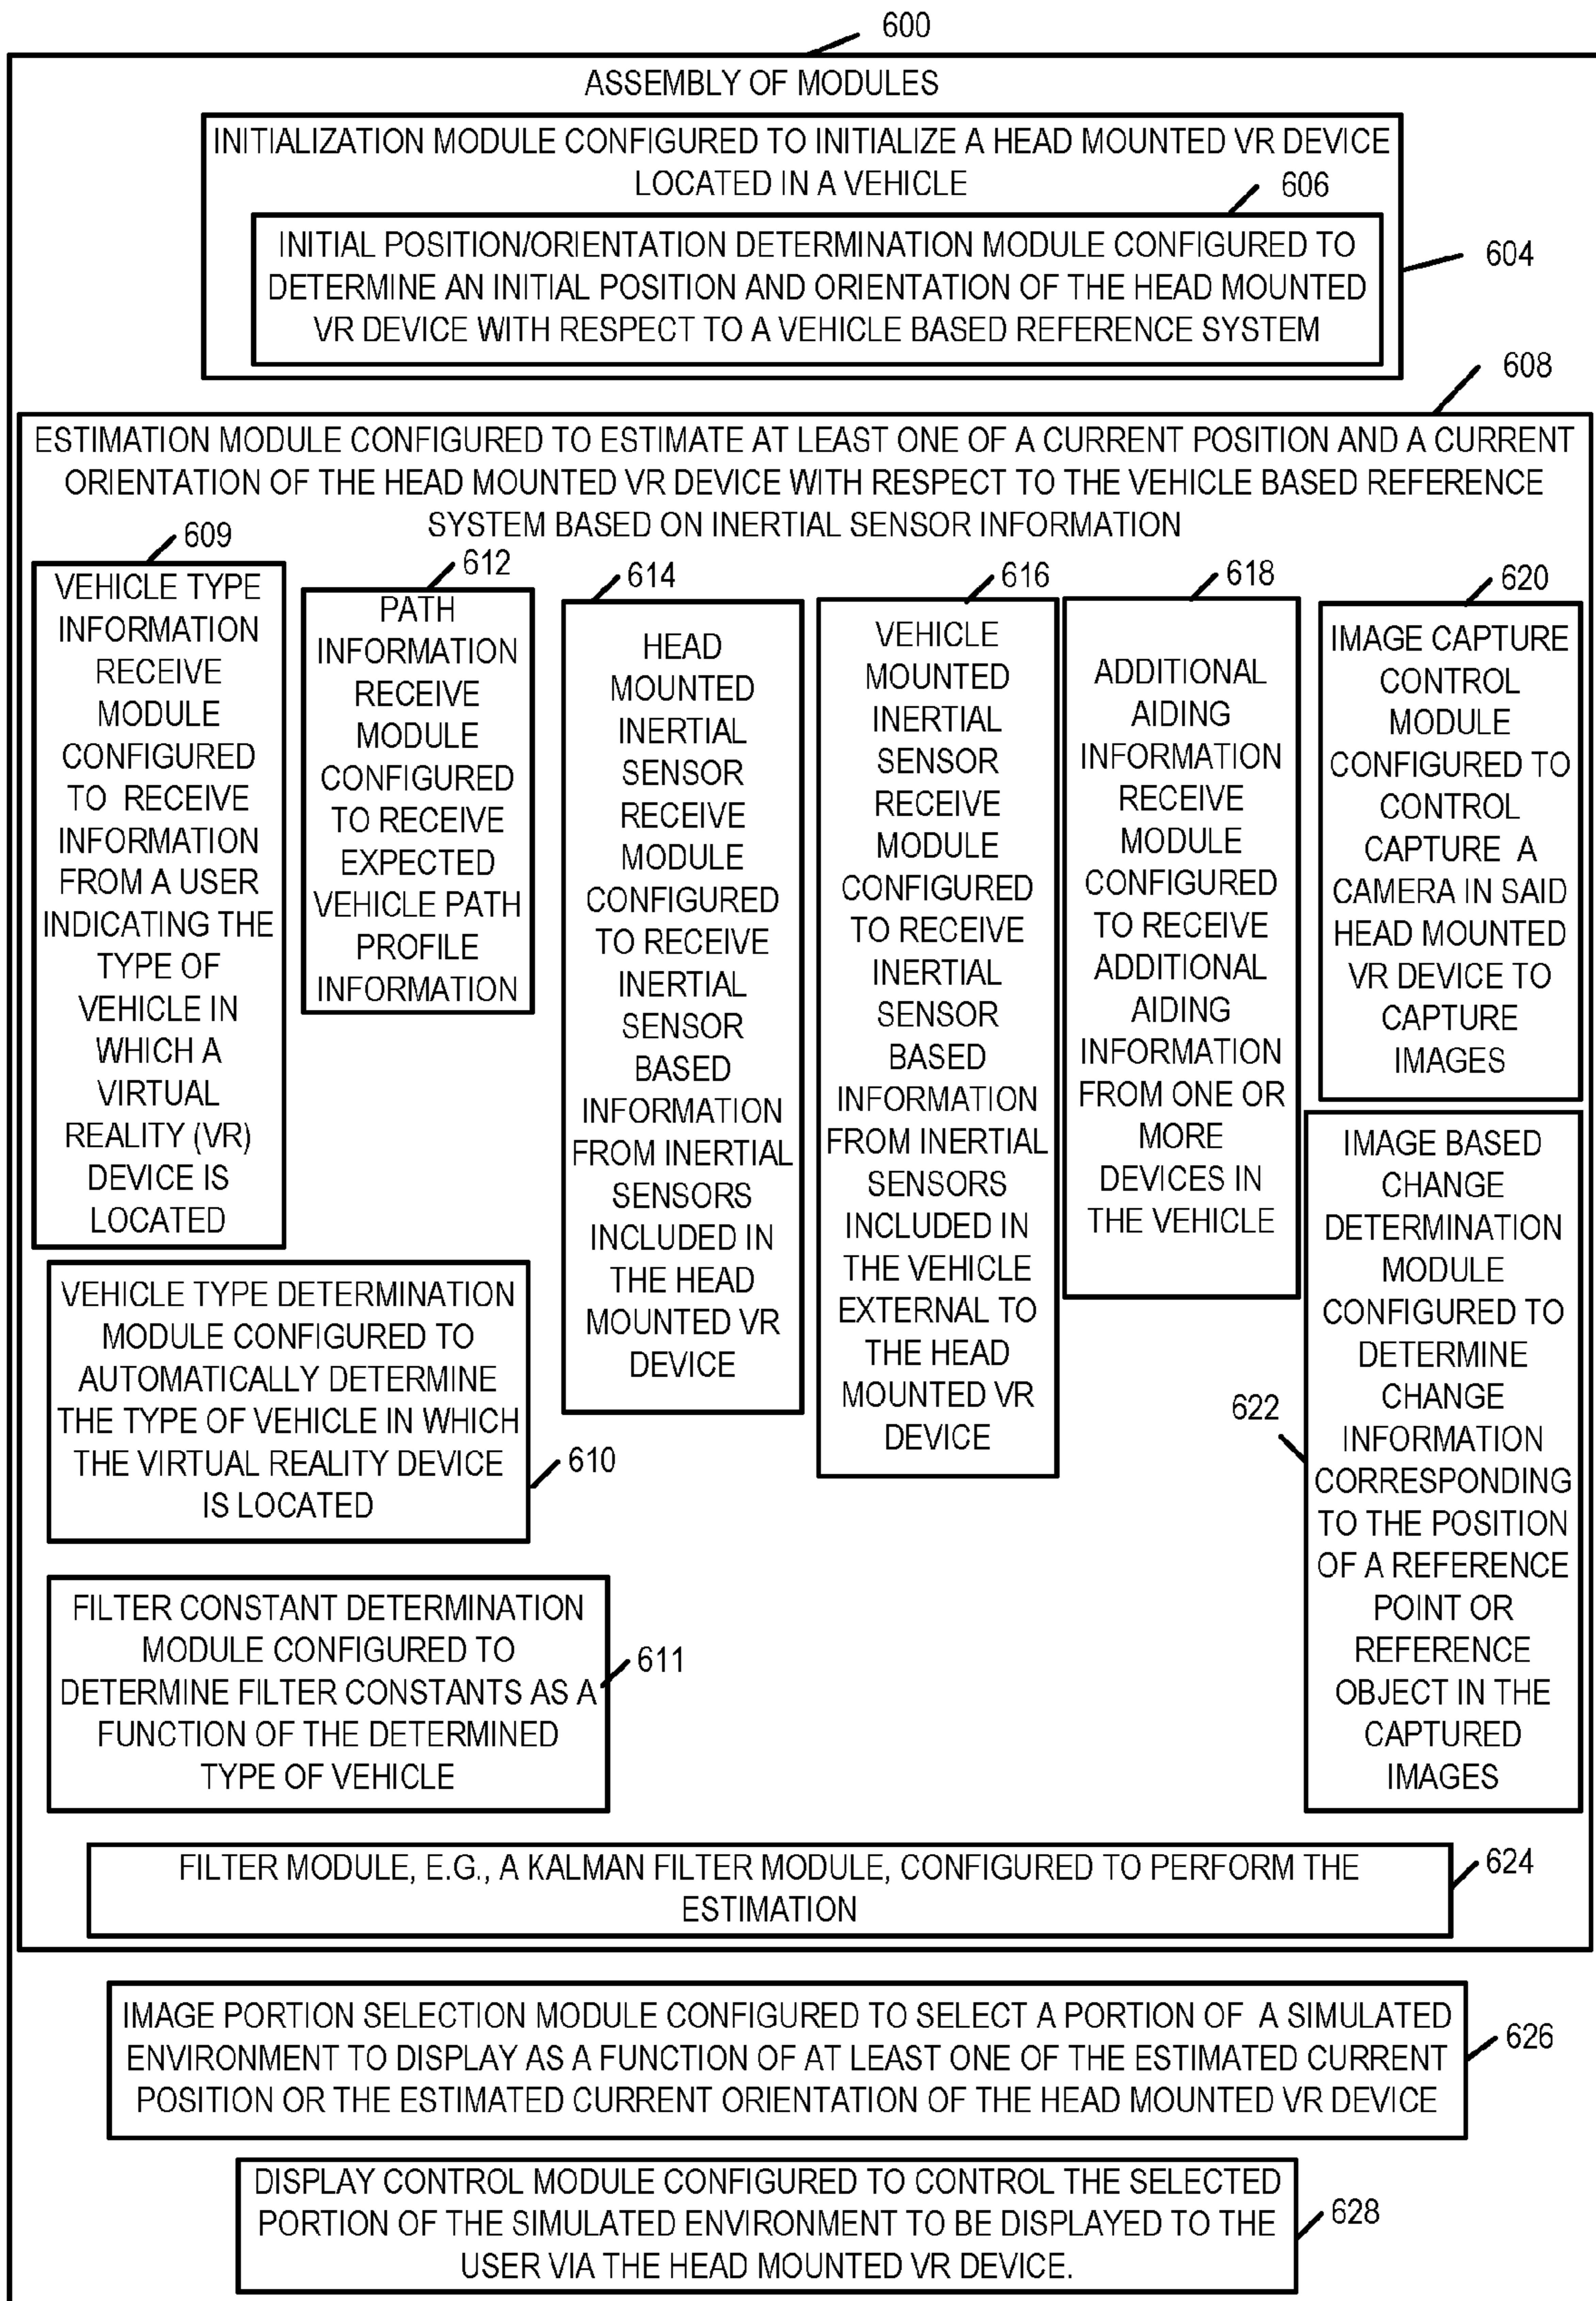 600
ASSEMBLY OF MODULES
INITIALIZATION MODULE CONFIGURED TO INITIALIZE A HEAD MOUNTED VR DEVICE
LOCATED IN A VEHICLE
606
INITIAL POSITION/ORIENTATION DETERMINATION MODULE CONFIGURED TO
DETERMINE AN INITIAL POSITION AND ORIENTATION OF THE HEAD MOUNTED
VR DEVICE WITH RESPECT TO A VEHICLE BASED REFERENCE SYSTEM
604
608
ESTIMATION MODULE CONFIGURED TO ESTIMATE AT LEAST ONE OF A CURRENT POSITION AND A CURRENT
ORIENTATION OF THE HEAD MOUNTED VR DEVICE WITH RESPECT TO THE VEHICLE BASED REFERENCE
SYSTEM BASED ON INERTIAL SENSOR INFORMATION
609
VEHICLE TYPE
INFORMATION
RECEIVE
MODULE
CONFIGURED
TO RECEIVE
INFORMATION
FROM A USER
INDICATING THE
TYPE OF
VEHICLE IN
WHICH A
VIRTUAL
REALITY (VR)
DEVICE IS
LOCATED
612
PATH
INFORMATION
RECEIVE
MODULE
CONFIGURED
TO RECEIVE
EXPECTED
VEHICLE PATH
PROFILE
INFORMATION
614
HEAD
MOUNTED
INERTIAL
SENSOR
RECEIVE
MODULE
CONFIGURED
TO RECEIVE
INERTIAL
SENSOR
BASED
INFORMATION
FROM INERTIAL
SENSORS
INCLUDED IN
THE HEAD
MOUNTED VR
DEVICE
616
VEHICLE
MOUNTED
INERTIAL
SENSOR
RECEIVE
MODULE
CONFIGURED
TO RECEIVE
INERTIAL
SENSOR
BASED
INFORMATION
FROM INERTIAL
SENSORS
INCLUDED IN
THE VEHICLE
EXTERNAL TO
THE HEAD
MOUNTED VR
DEVICE
618
ADDITIONAL
AIDING
INFORMATION
RECEIVE
MODULE
CONFIGURED
TO RECEIVE
ADDITIONAL
AIDING
INFORMATION
FROM ONE OR
MORE
DEVICES IN
THE VEHICLE
620
IMAGE CAPTURE
CONTROL
MODULE
CONFIGURED TO
CONTROL
CAPTURE A
CAMERA IN SAID
HEAD MOUNTED
VR DEVICE TO
CAPTURE
IMAGES
622
IMAGE BASED
CHANGE
DETERMINATION
MODULE
CONFIGURED TO
DETERMINE
CHANGE
INFORMATION
CORRESPONDING
TO THE POSITION
OF A REFERENCE
POINT OR
REFERENCE
OBJECT IN THE
CAPTURED
IMAGES
VEHICLE TYPE DETERMINATION
MODULE CONFIGURED TO
AUTOMATICALLY DETERMINE
THE TYPE OF VEHICLE IN WHICH
THE VIRTUAL REALITY DEVICE
IS LOCATED
610
FILTER CONSTANT DETERMINATION
MODULE CONFIGURED TO
DETERMINE FILTER CONSTANTS AS A
FUNCTION OF THE DETERMINED
TYPE OF VEHICLE
611
FILTER MODULE, E.G., A KALMAN FILTER MODULE, CONFIGURED TO PERFORM THE
ESTIMATION
624
IMAGE PORTION SELECTION MODULE CONFIGURED TO SELECT A PORTION OF A SIMULATED
ENVIRONMENT TO DISPLAY AS A FUNCTION OF AT LEAST ONE OF THE ESTIMATED CURRENT
POSITION OR THE ESTIMATED CURRENT ORIENTATION OF THE HEAD MOUNTED VR DEVICE
626
DISPLAY CONTROL MODULE CONFIGURED TO CONTROL THE SELECTED
PORTION OF THE SIMULATED ENVIRONMENT TO BE DISPLAYED TO THE
USER VIA THE HEAD MOUNTED VR DEVICE.
628